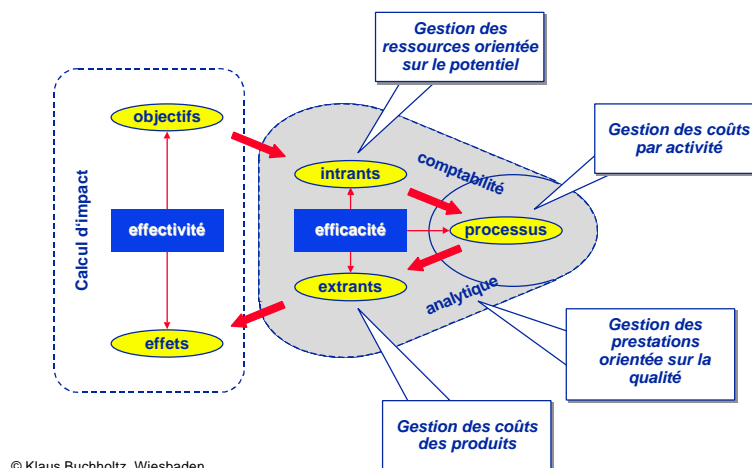 Gestion des
ressources orientée
sur le potentiel
objectifs
Gestion des coûts
par activité
comptabilité
intrants
Calcul d'impact
effectivité
efficacité
processus
extrants
analytique
effets
Gestion des
prestations
orientée sur la
qualité
Gestion des coûts
des produits
© Klaus Buchholtz, Wiesbaden